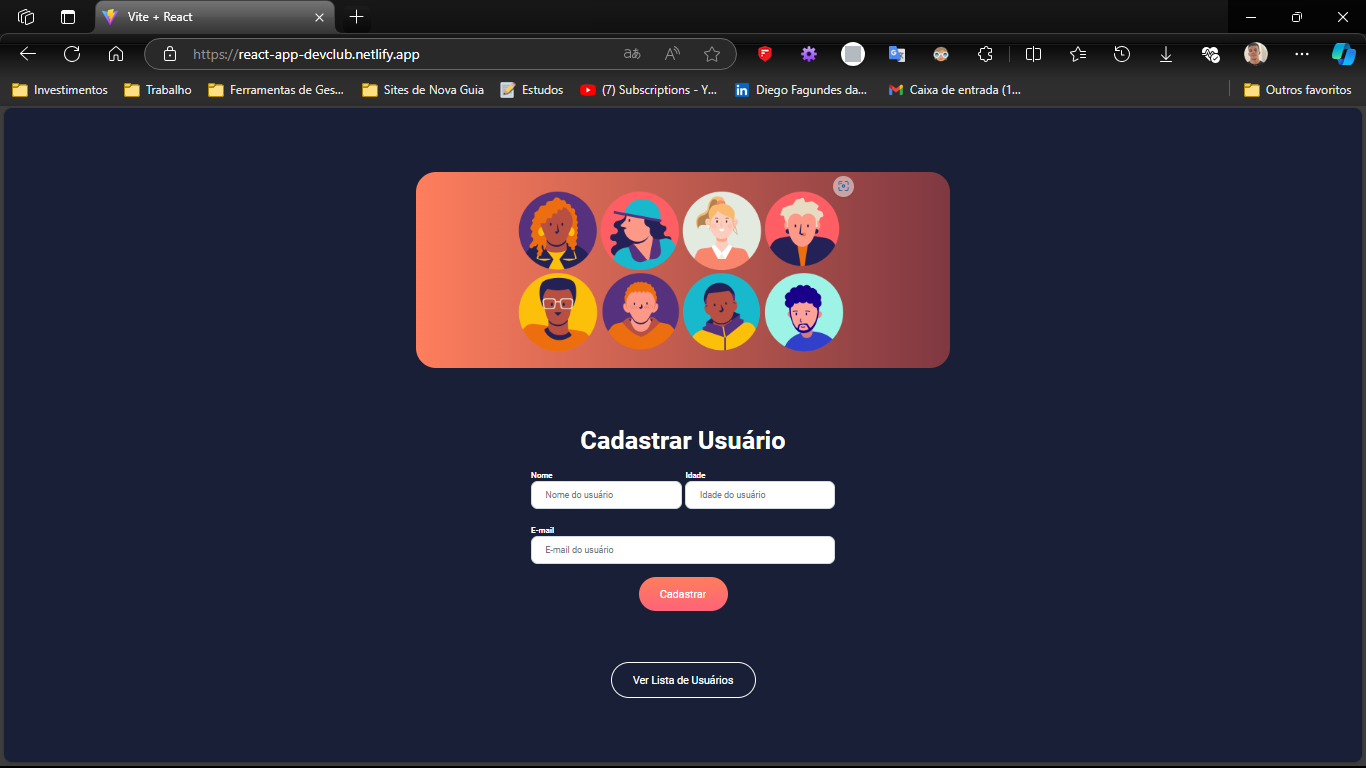 Vite + React
https://react-app-devclub.netlify.app
Investimentos Trabalho Ferramentas de Ges... Sites de Nova Guia Estudos (7) Subscriptions - Y... Diego Fagundes da... Caixa de entrada (1... Outros favoritos
Cadastrar Usuário
Nome Idade
Nome do usuário Idade do usuário
E-mail
E-mail do usuário
Cadastrar
Ver Lista de Usuários